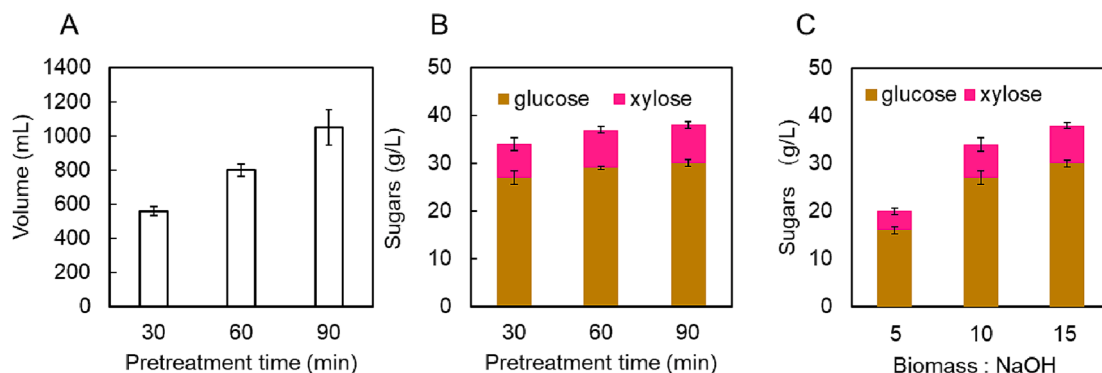 A
Volume (mL)
1400
1200
1000
800
600
400
200
0
30 60 90
Pretreatment time (min)
B
Sugars (g/L)
50
40
30
20
10
0
glucose xylose
30 60 90
Pretreatment time (min)
C
Sugars (g/L)
50
40
30
20
10
0
glucose xylose
5 10 15
Biomass : NaOH